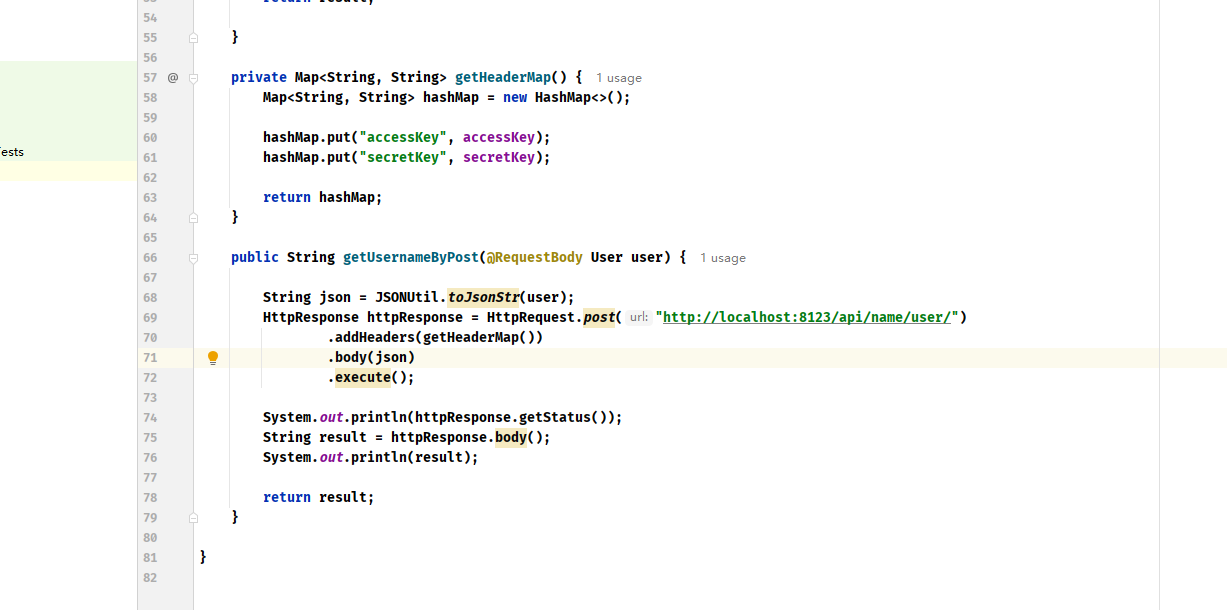 54
55 }
56
57 @ private Map<String, String> getHeaderMap() { 1 usage
58 Map<String, String> hashMap = new HashMap<>();
59
60 hashMap.put("accessKey", accessKey);
61 hashMap.put("secretKey", secretKey);
62
63 return hashMap;
64 }
65
66 public String getUsernameByPost(@RequestBody User user) { 1 usage
67
68 String json = JSONUtil.toJsonStr(user);
69 HttpResponse httpResponse = HttpRequest.post( url: "http://localhost:8123/api/name/user/")
70 .addHeaders(getHeaderMap())
71 .body(json)
72 .execute();
73
74 System.out.println(httpResponse.getStatus());
75 String result = httpResponse.body();
76 System.out.println(result);
77
78 return result;
79 }
80
81 }
82
ests